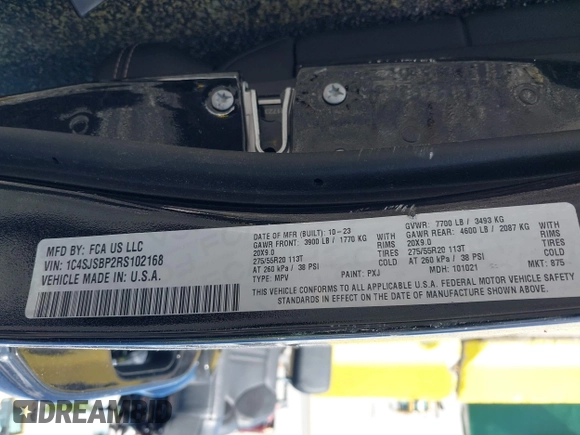 MFD BY: FCA US LLC
VIN: 1C4SJSBP2RS102168
VEHICLE MADE IN: U.S.A.
DATE OF MFR (BUILT): 10-23
GVWR: 7700 LB / 3493 KG
GAWR FRONT: 3900 LB / 1770 KG WITH
GAWR REAR: 4600 LB / 2087 KG WITH
20X9.0 RIMS
20X9.0 RIMS
275/55R20 113T TIRES
275/55R20 113T TIRES
AT 260 kPa / 38 PSI
AT 260 kPa / 38 PSI
TYPE: MPV
PAINT: PXJ
MDH: 101021
MKT: 875
THIS VEHICLE CONFORMS TO ALL APPLICABLE U.S.A. FEDERAL MOTOR VEHICLE
SAFETY STANDARDS IN EFFECT ON THE DATE OF MANUFACTURE SHOWN ABOVE.
DREAMBID